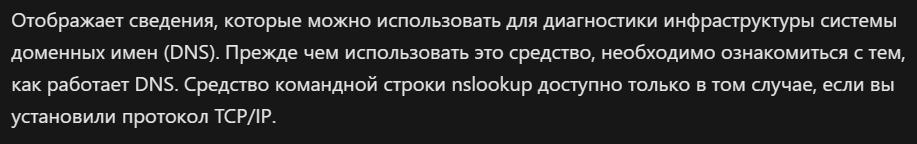 Отображает сведения, которые можно использовать для диагностики инфраструктуры системы
доменных имен (DNS). Прежде чем использовать это средство, необходимо ознакомиться с тем,
как работает DNS. Средство командной строки nslookup доступно только в том случае, если вы
установили протокол TCP/IP.